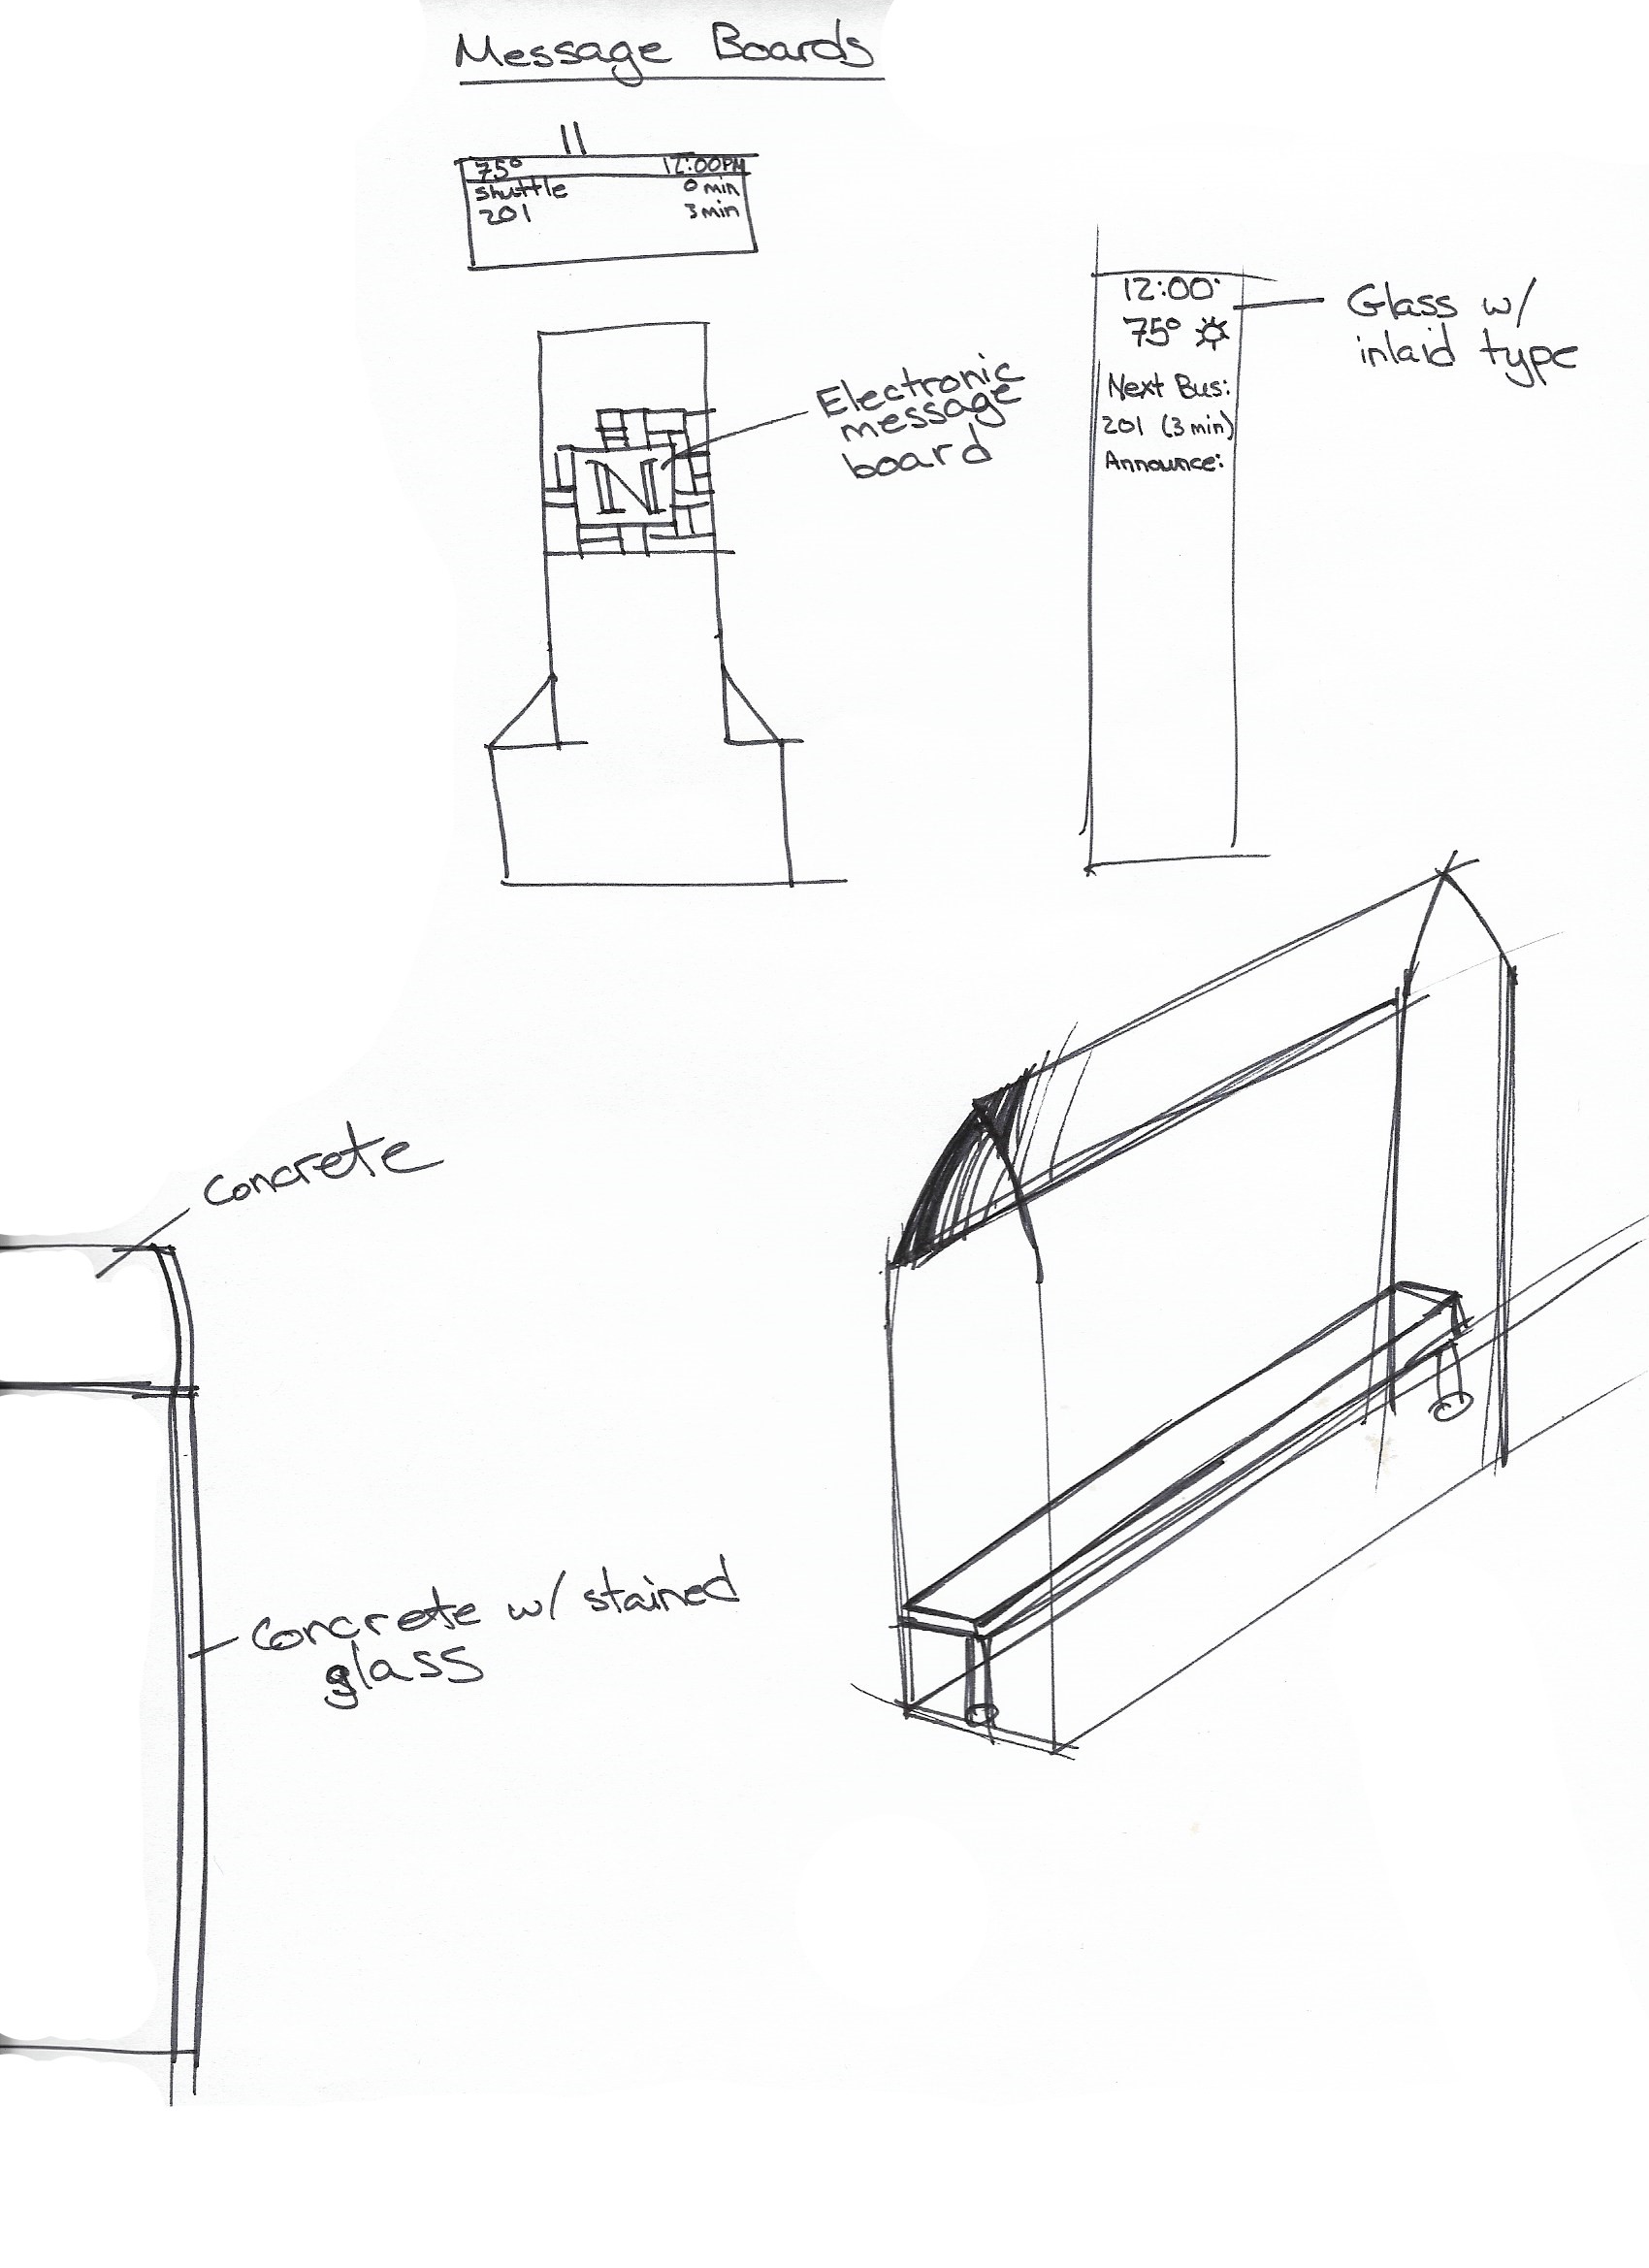 Message Boards
75° 12:00PM
shuttle 0 min
201 3 min
N
Electronic
message
board
12:00
75°
Next Bus:
201 (3 min)
Announce:
Glass w/
inlaid type
Concrete
Concrete w/ stained
glass